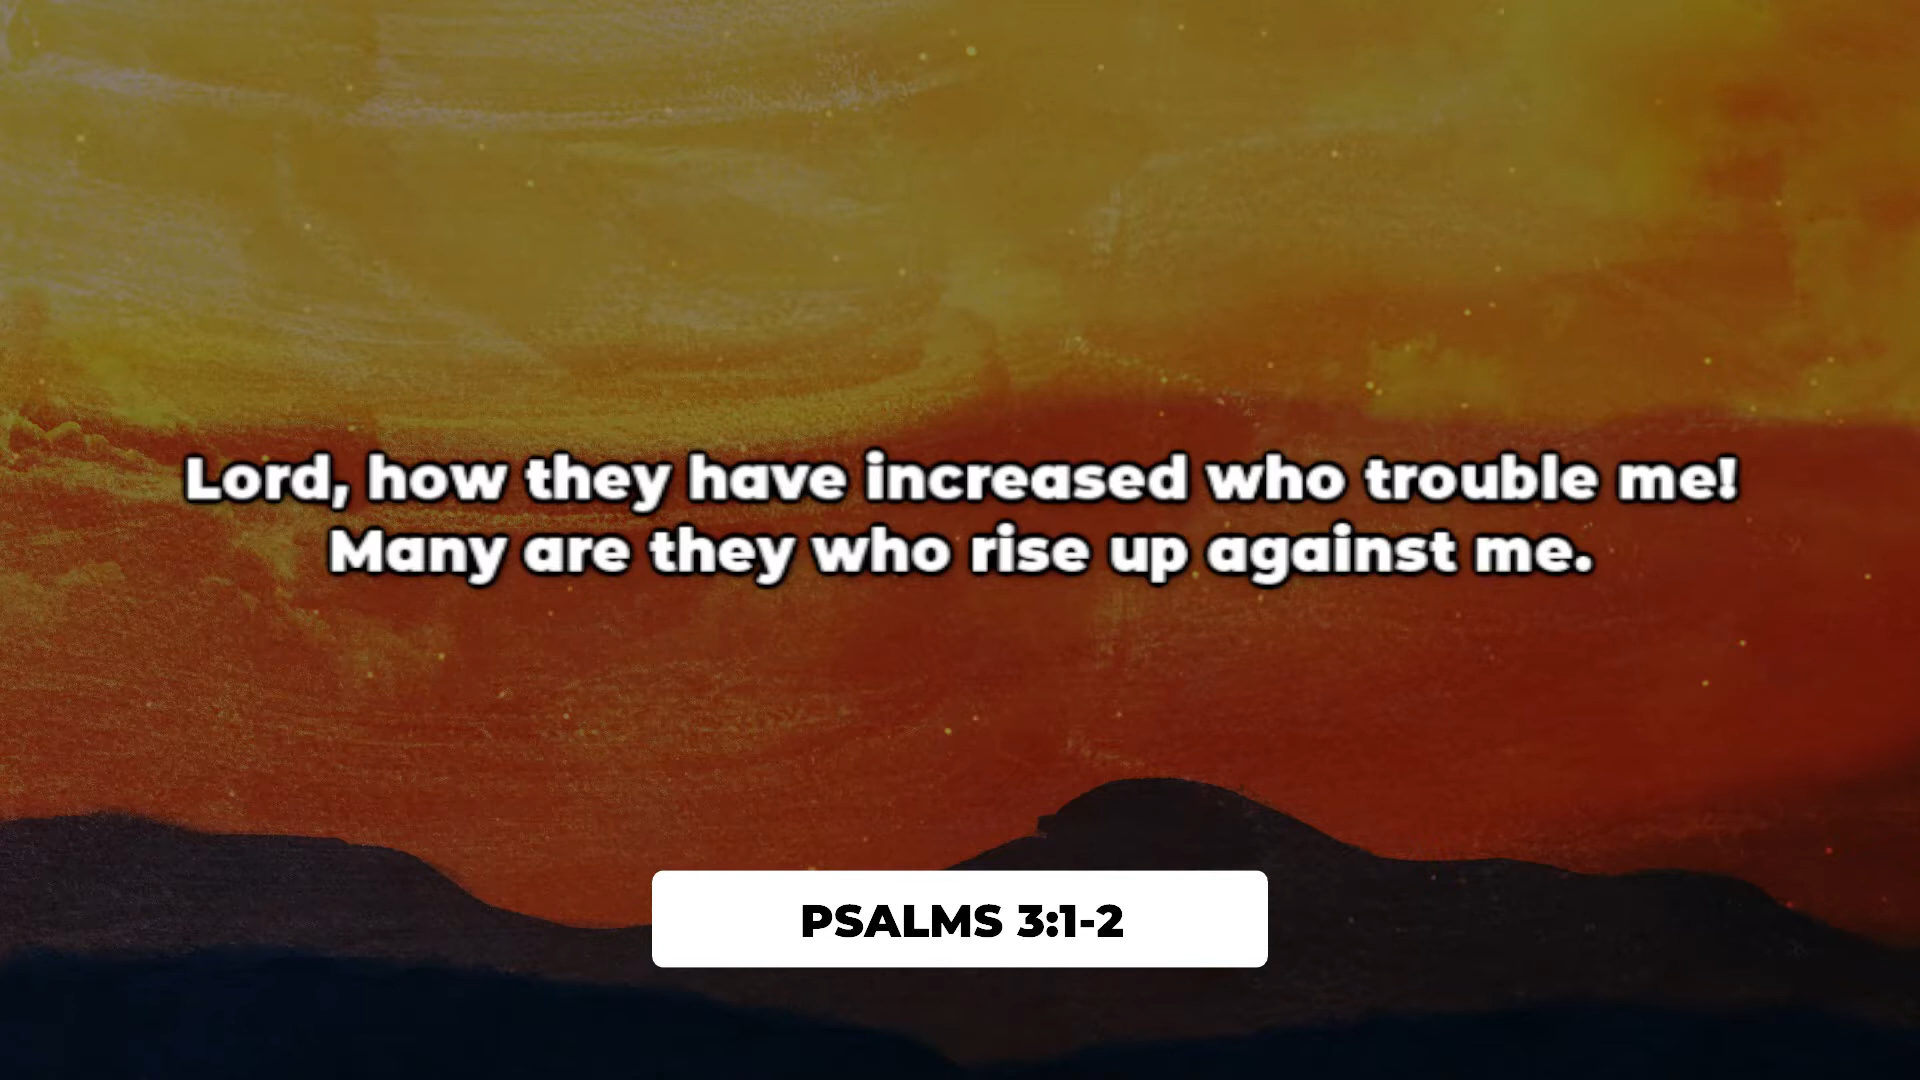 Lord, how they have increased who trouble me!
Many are they who rise up against me.
PSALMS 3:1-2